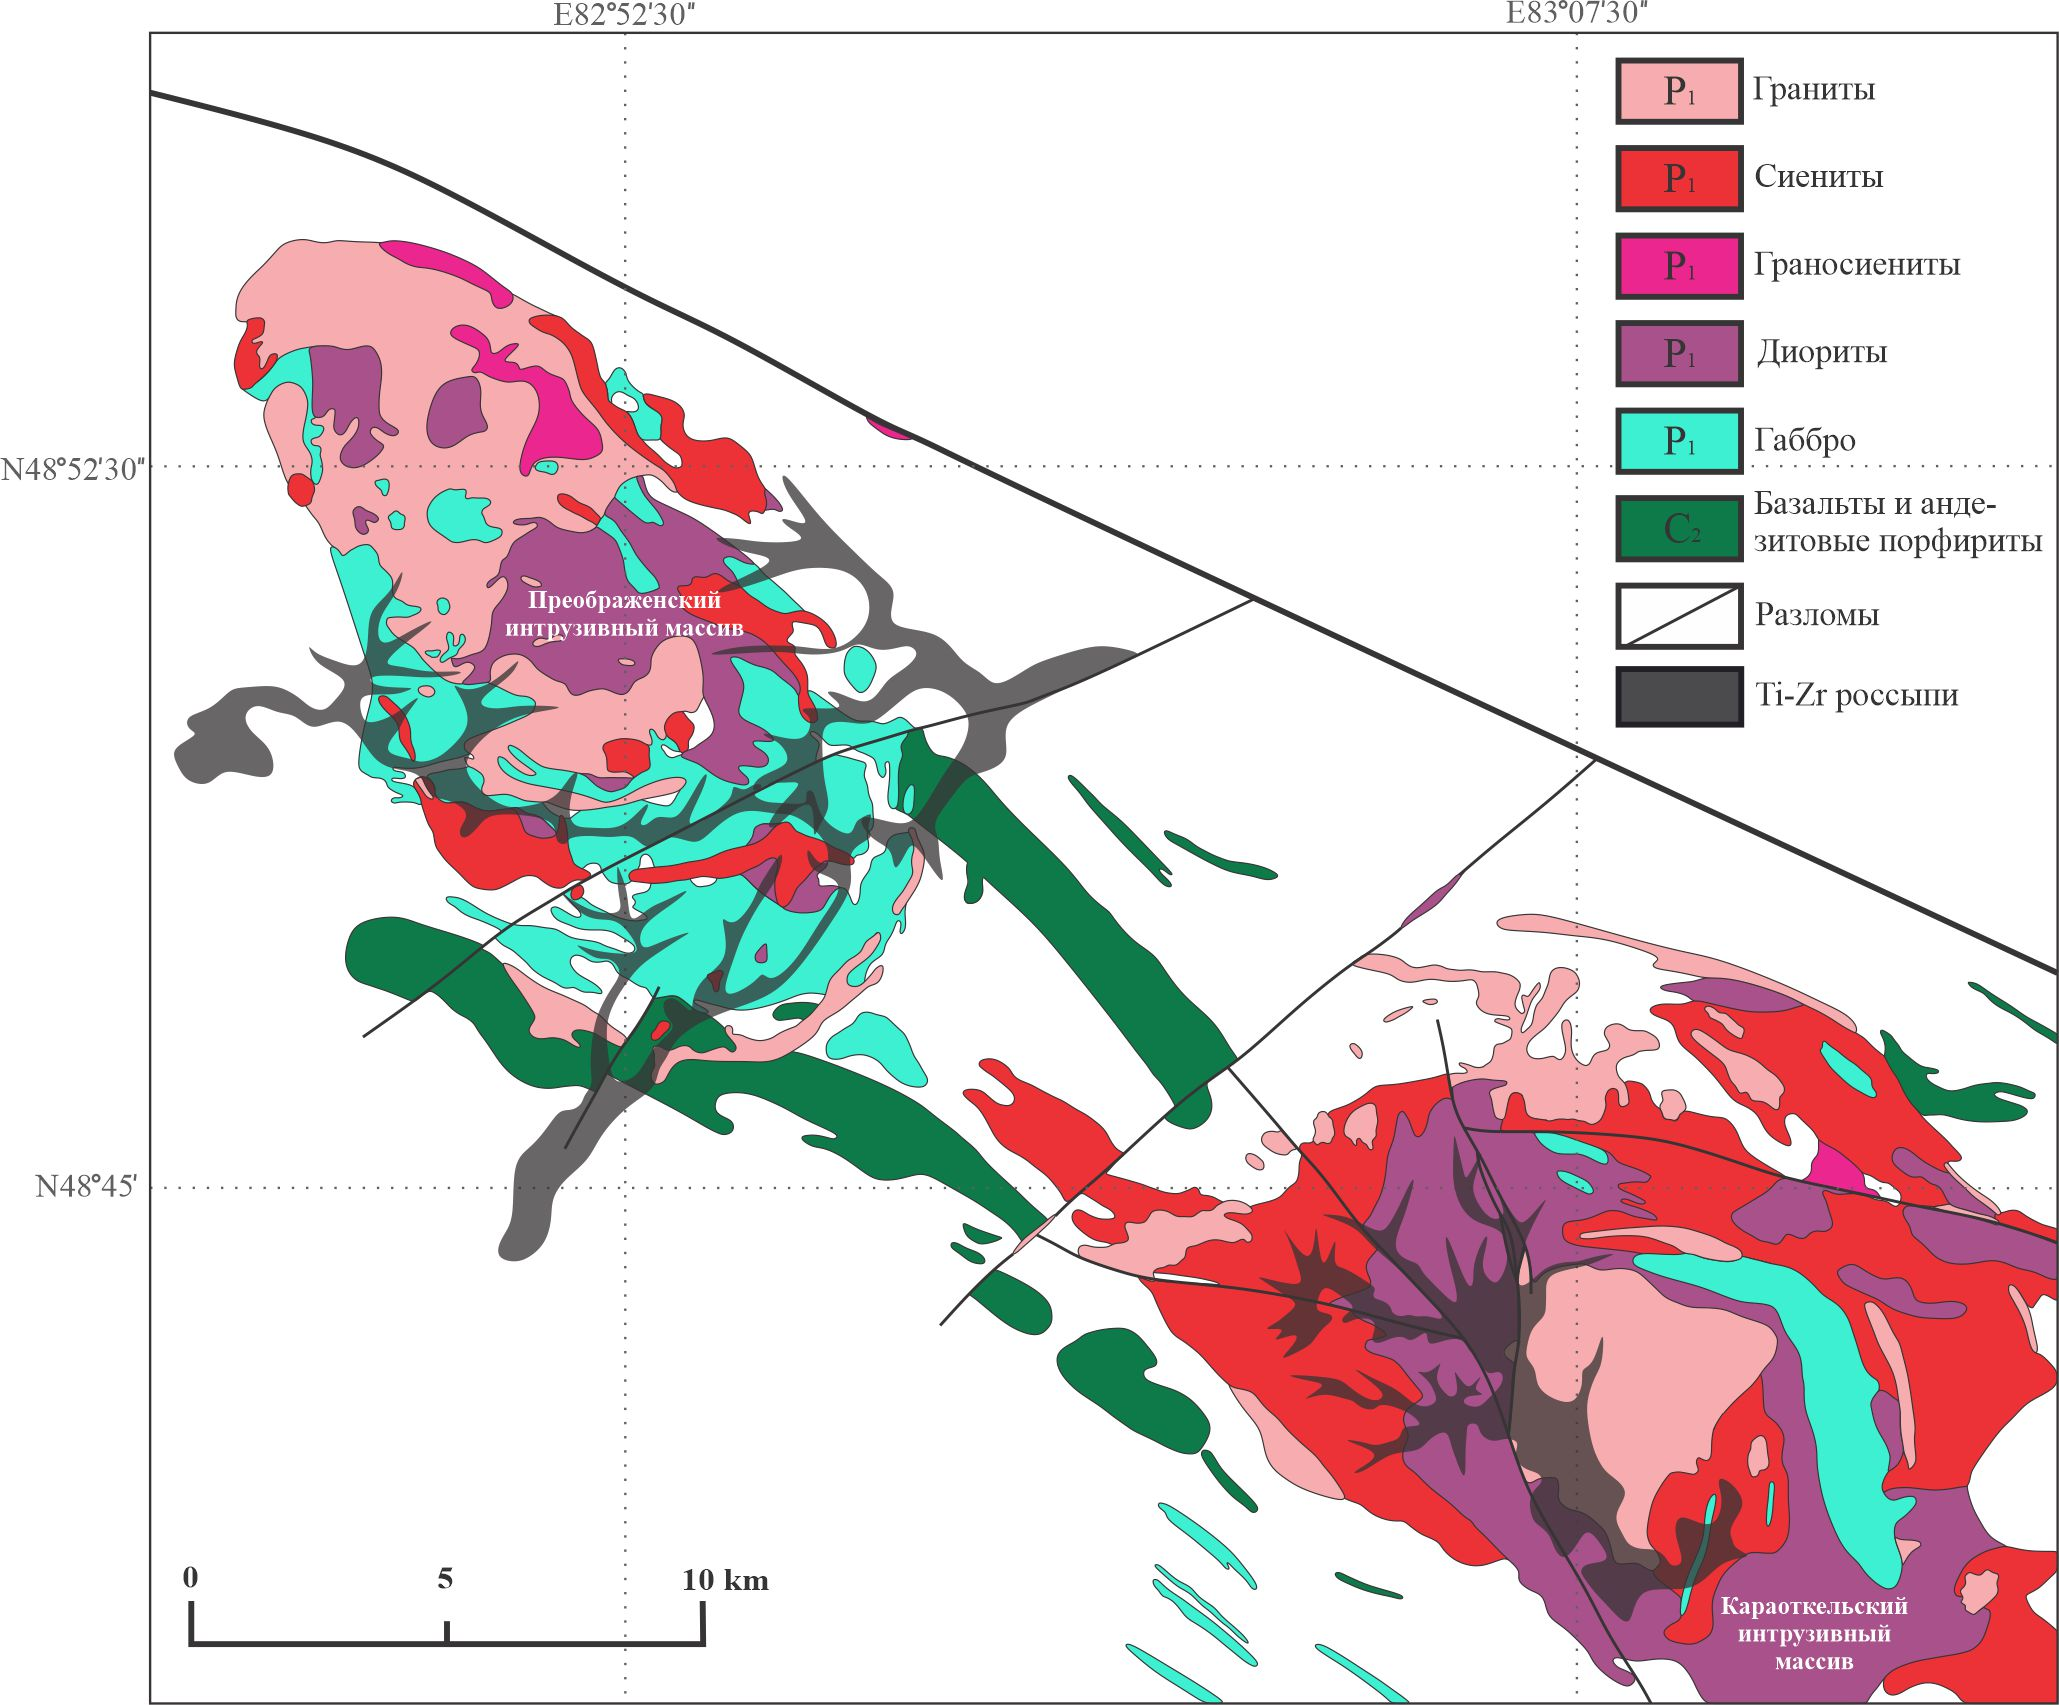 E82°52'30"
E83°07'30"
P1 Граниты
P1 Сиениты
P1 Граносиениты
P1 Диориты
N48°52'30"
P1 Габбро
C2 Базальты и анде-
зитовые порфириты
Разломы
Ti-Zr россыпи
Преображенский
интрузивный массив
N48°45'
0 5 10 km
Караоткельский
интрузивный
массив